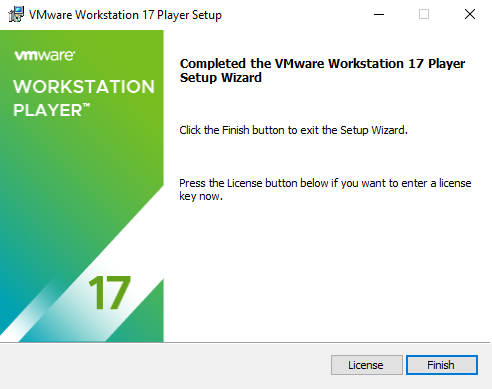 VMware Workstation 17 Player Setup
vmware®
WORKSTATION
PLAYER™
17
Completed the VMware Workstation 17 Player
Setup Wizard
Click the Finish button to exit the Setup Wizard.
Press the License button below if you want to enter a license
key now.
License
Finish